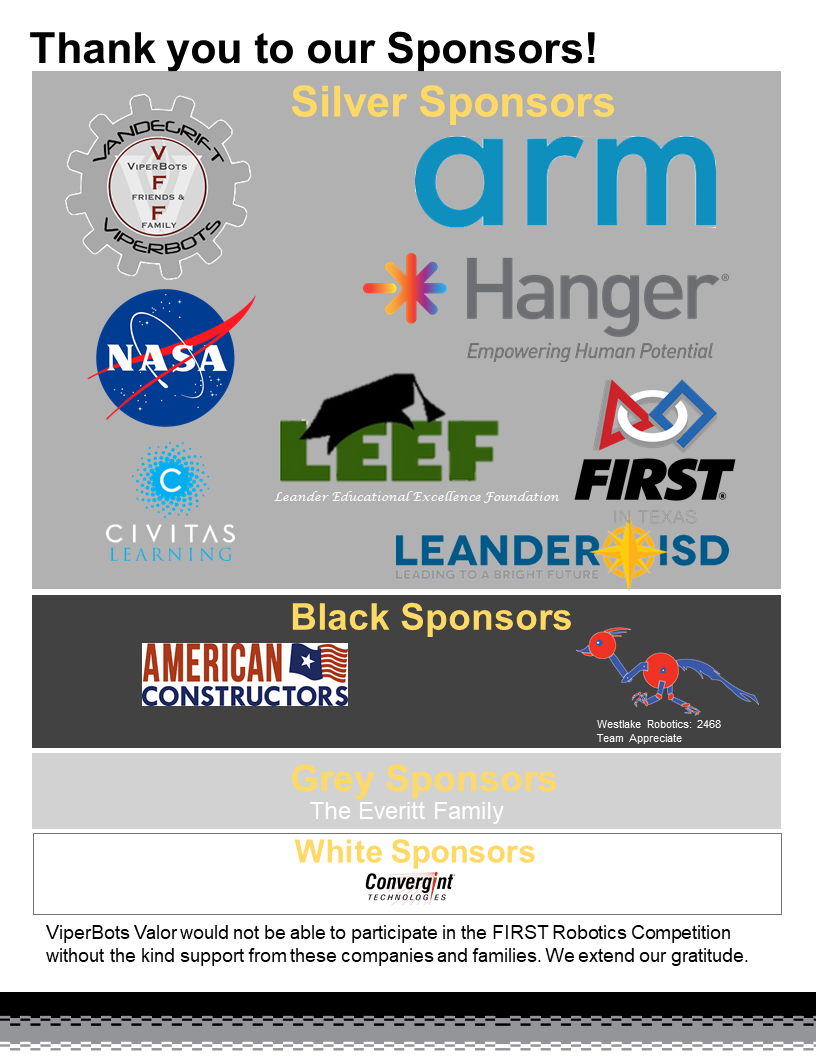 Thank you to our Sponsors!
Silver Sponsors
VANDEGRIFT
V
VIPERBOTS
F
FRIENDS &
F
FAMILY
VIPERBOTS
arm
Hanger®
Empowering Human Potential
NASA
LEEF
Leander Educational Excellence Foundation
FIRST®
IN TEXAS
C
CIVITAS
LEARNING
LEANDER ISD
LEADING TO A BRIGHT FUTURE
Black Sponsors
AMERICAN
CONSTRUCTORS
Westlake Robotics: 2468
Team Appreciate
Grey Sponsors
The Everitt Family
White Sponsors
Convergint
TECHNOLOGIES
ViperBots Valor would not be able to participate in the FIRST Robotics Competition
without the kind support from these companies and families. We extend our gratitude.